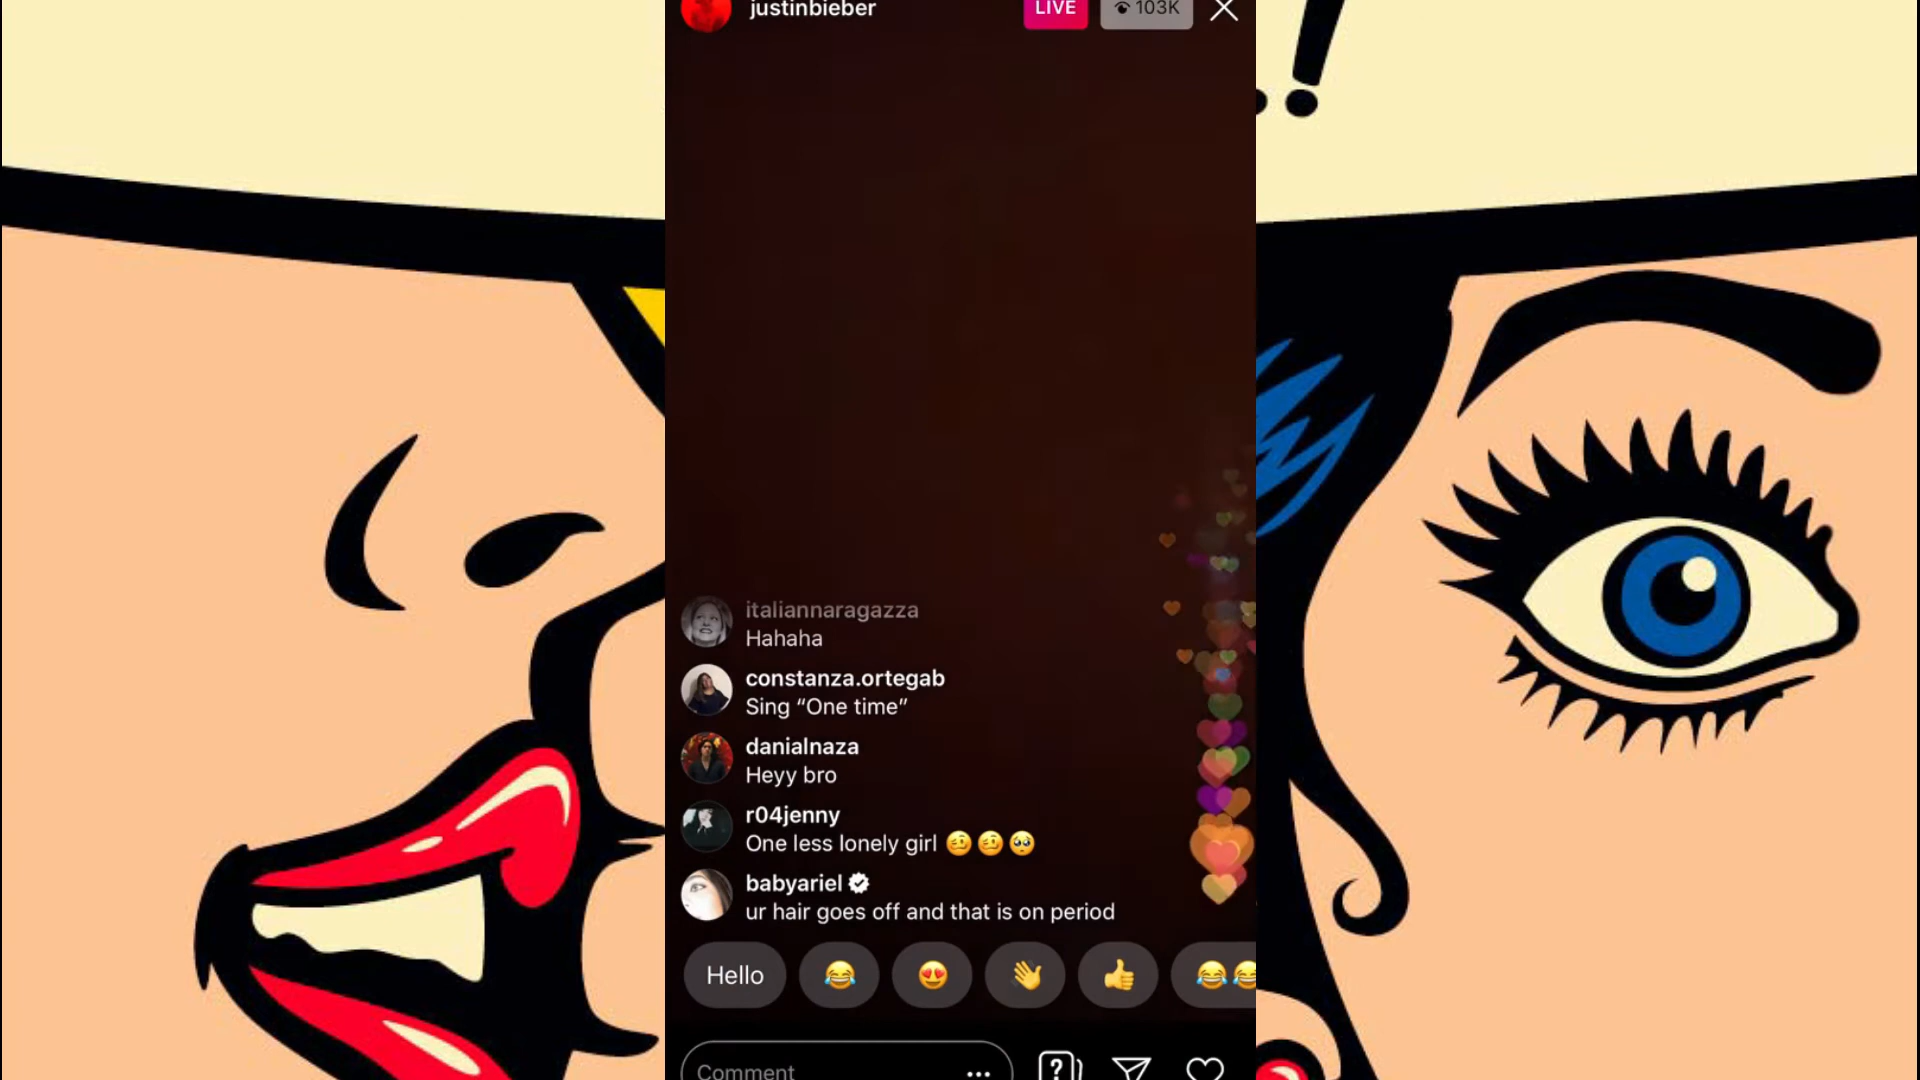 justinbieber
LIVE
103K
!
italiannaragazza
Hahaha
constanza.ortegab
Sing “One time”
danialnaza
Heyy bro
r04jenny
One less lonely girl 🥴🥴🥺
babyariel
ur hair goes off and that is on period
Hello 😂 😍 👋 👍 😂😂
Comment
?